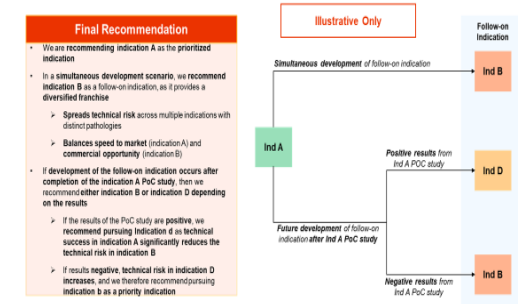 Final Recommendation
• We are recommending indication A as the prioritized
indication
• In a simultaneous development scenario, we recommend
indication B as a follow-on indication, as it provides a
diversified franchise
➢ Spreads technical risk across multiple indications with
distinct pathologies
➢ Balances speed to market (indication A) and
commercial opportunity (indication B)
• If development of the follow-on indication occurs after
completion of the indication A PoC study, then we
recommend either indication B or indication D depending
on the results
➢ If the results of the PoC study are positive, we
recommend pursuing Indication d as technical
success in indication A significantly reduces the
technical risk in indication B
➢ If results negative, technical risk in indication D
increases, and we therefore recommend pursuing
indication b as a priority indication
Illustrative Only
Follow-on
Indication
Simultaneous development of follow-on indication
Ind B
Ind A
Positive results from
Ind A POC study
Ind D
Future development of follow-on
indication after Ind A PoC study
Negative results from
Ind A PoC study
Ind B